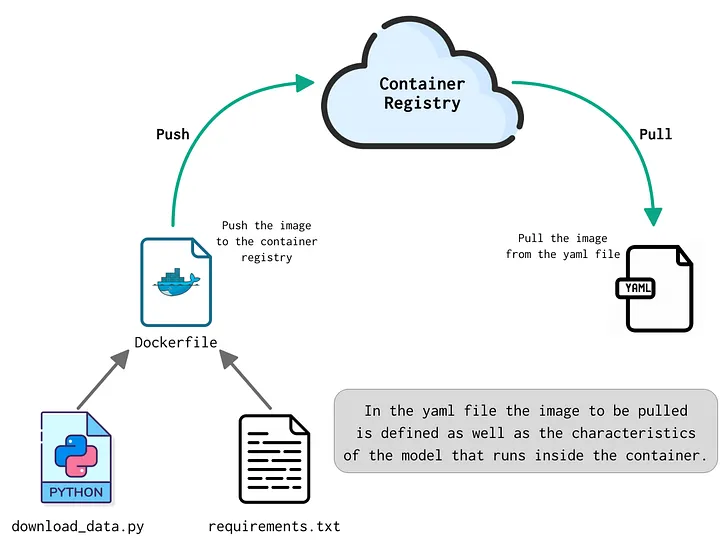 Container
Registry
Push
Pull
Push the image
to the container
registry
Pull the image
from the yaml file
YAML
Dockerfile
In the yaml file the image to be pulled
is defined as well as the characteristics
of the model that runs inside the container.
PYTHON
download_data.py
requirements.txt